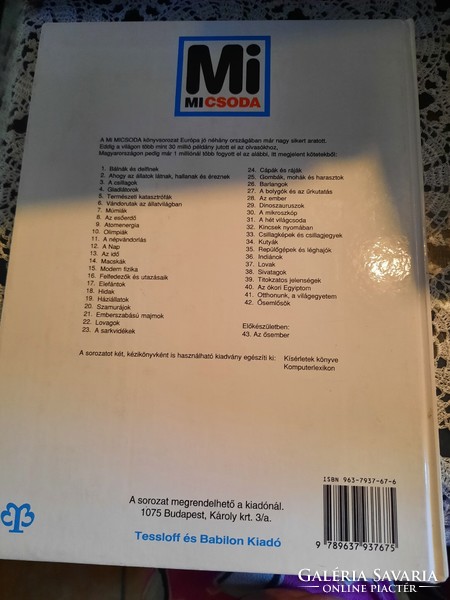 Mi
MI CSODA
A MI MICSODA könyvsorozat Európa jó néhány országában már nagy sikert aratott.
Eddig a világon több mint 30 millió példány jutott el az olvasókhoz,
Magyarországon pedig már 1 milliónál több fogyott el az alábbi, itt megjelent kötetekből:
1. Bálnák és delfinek
2. Ahogy az állatok látnak, hallanak és éreznek
3. A csillagok
4. Gladiátorok
5. Természeti katasztrófák
6. Vándorutak az állatvilágban
7. Múmiák
8. Az esőerdő
9. Atomenergia
10. Olimpiák
11. A népvándorlás
12. A Nap
13. Az idő
14. Macskák
15. Modern fizika
16. Felfedezők és utazásaik
17. Elefántok
18. Hidak
19. Háziállatok
20. Szamurájok
21. Emberszabású majmok
22. Lovagok
23. A sarkvidékek
24. Cápák és ráják
25. Gombák, mohák és harasztok
26. Barlangok
27. A bolygók és az űrkutatás
28. Az ember
29. Dinoszauruszok
30. A mikroszkóp
31. A hét világcsoda
32. Kincsek nyomában
33. Csillagképek és csillagjegyek
34. Kutyák
35. Repülőgépek és léghajók
36. Indiánok
37. Lovak
38. Sivatagok
39. Titokzatos jelenségek
40. Az ókori Egyiptom
41. Otthonunk, a világegyetem
42. Őslemlősök
Előkészületben:
43. Az ősember
A sorozatot két, kézikönyvként is használható kiadvány egészíti ki:
Kísérletek könyve
Komputerlexikon
ISBN 963-7937-67-6
A sorozat megrendelhető a kiadónál.
1075 Budapest, Károly krt. 3/a.
Tessloff és Babilon Kiadó
9 789637 937675
GALÉRIA SAVARIA
ONLINE PIACTÉR